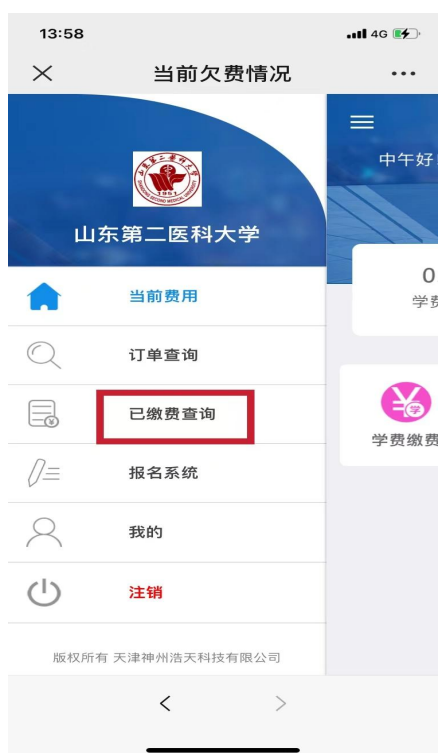 13:58
4G
当前欠费情况
中午好
1951
山东第二医科大学
0
学费
当前费用
订单查询
已缴费查询
学
学费缴费
报名系统
我的
注销
版权所有 天津神州浩天科技有限公司